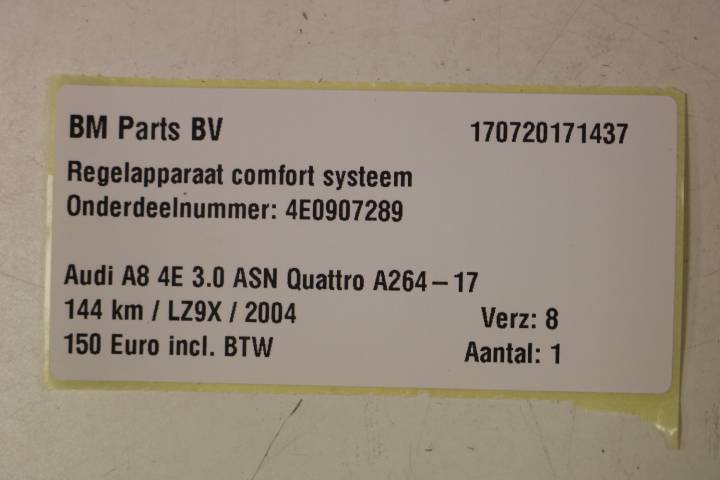 BM Parts BV 170720171437
Regelapparaat comfort systeem
Onderdeelnummer: 4E0907289
Audi A8 4E 3.0 ASN Quattro A264-17
144 km / LZ9X / 2004 Verz: 8
150 Euro incl. BTW Aantal: 1